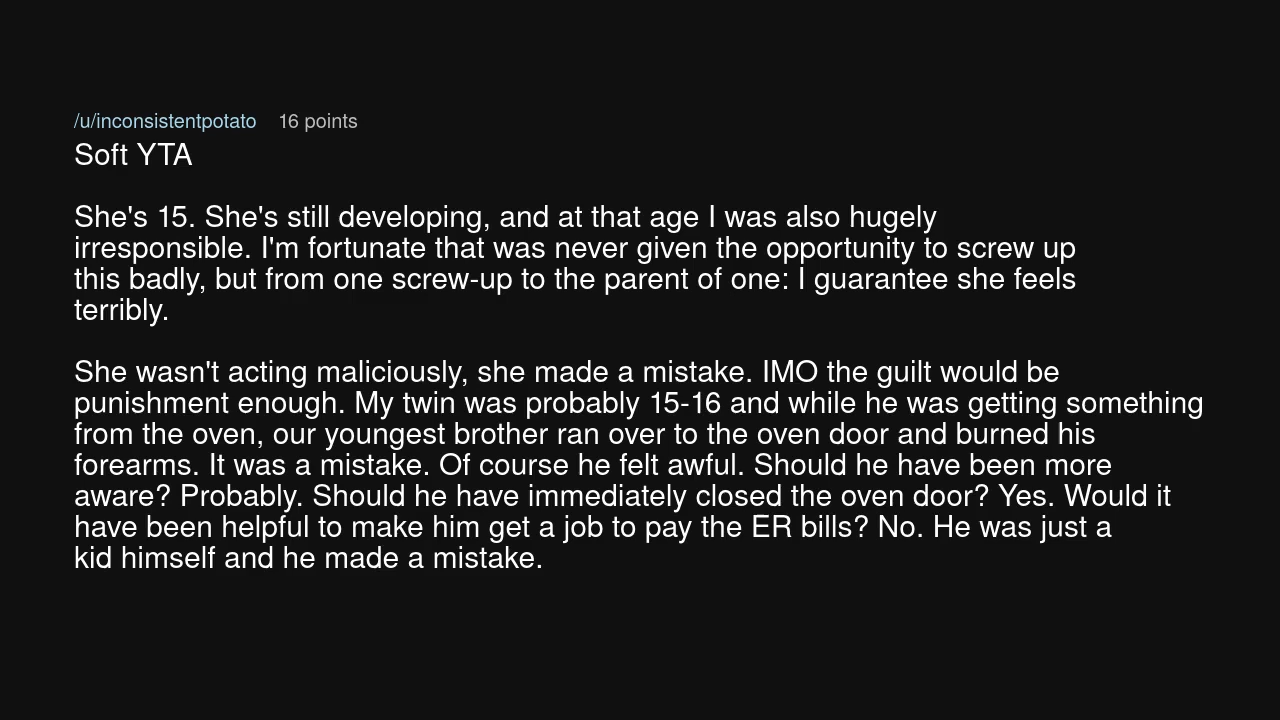 /u/inconsistentpotato 16 points
Soft YTA
She's 15. She's still developing, and at that age I was also hugely
irresponsible. I'm fortunate that was never given the opportunity to screw up
this badly, but from one screw-up to the parent of one: I guarantee she feels
terribly.
She wasn't acting maliciously, she made a mistake. IMO the guilt would be
punishment enough. My twin was probably 15-16 and while he was getting something
from the oven, our youngest brother ran over to the oven door and burned his
forearms. It was a mistake. Of course he felt awful. Should he have been more
aware? Probably. Should he have immediately closed the oven door? Yes. Would it
have been helpful to make him get a job to pay the ER bills? No. He was just a
kid himself and he made a mistake.